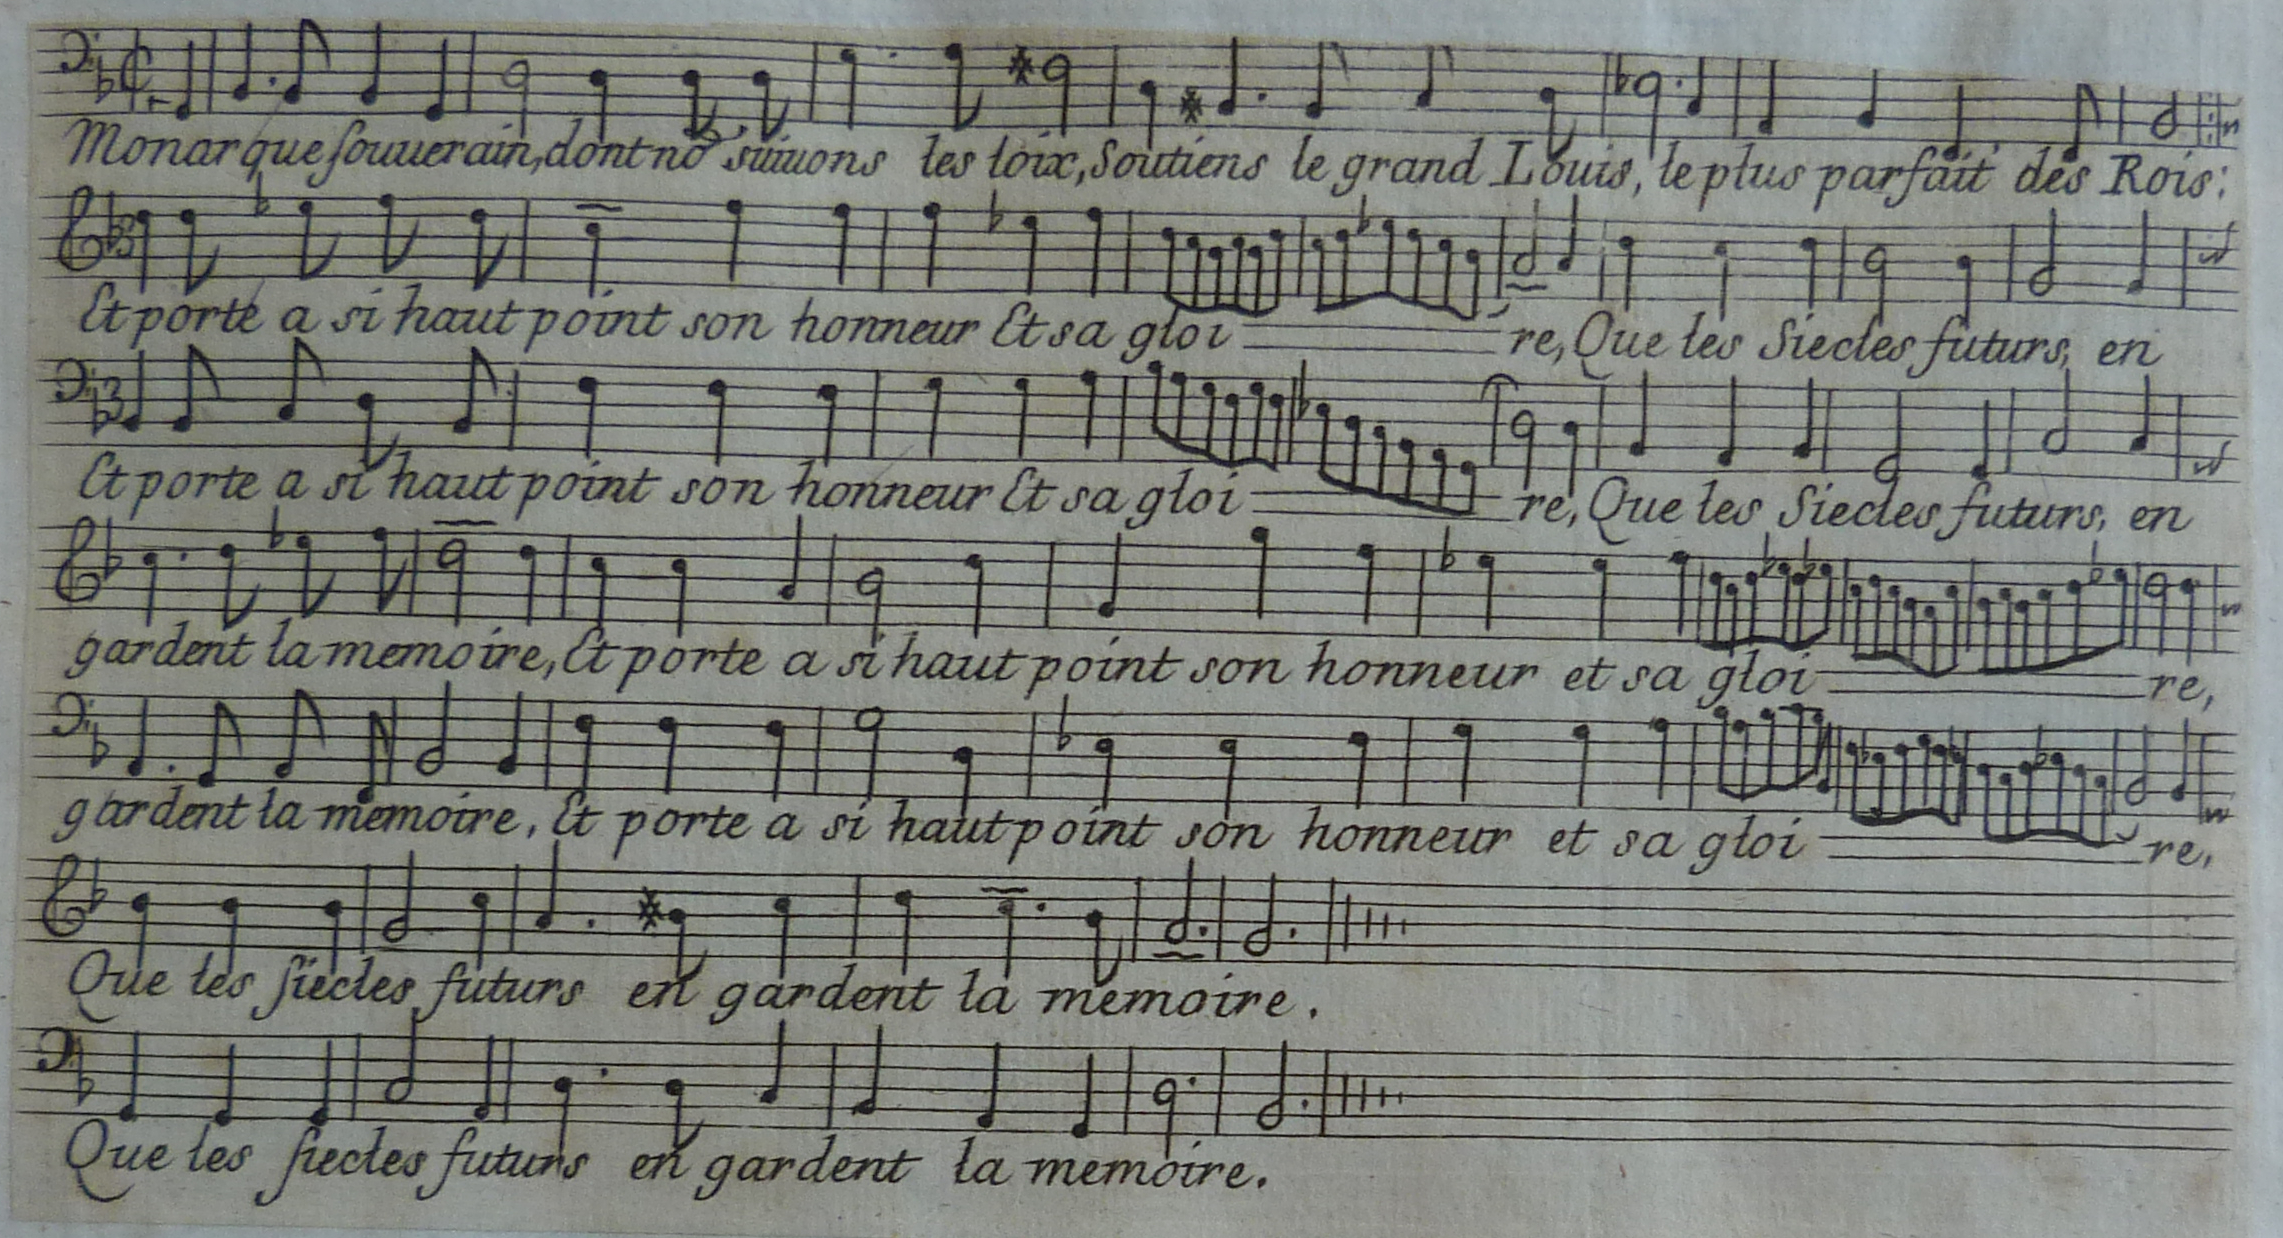 Monarque souuerain, dont no⁹ suiuons les loix, Soutiens le grand Louis, le plus parfait des Rois:
Et porte a si haut point son honneur Et sa gloi re, Que les Siecles futurs, en
Et porte a si haut point son honneur Et sa gloi re, Que les Siecles futurs, en
gardent la memoire, Et porte a si haut point son honneur et sa gloi re,
gardent la memoire, Et porte a si haut point son honneur et sa gloi re,
Que les siecles futurs en gardent la memoire.
Que les siecles futurs en gardent la memoire.